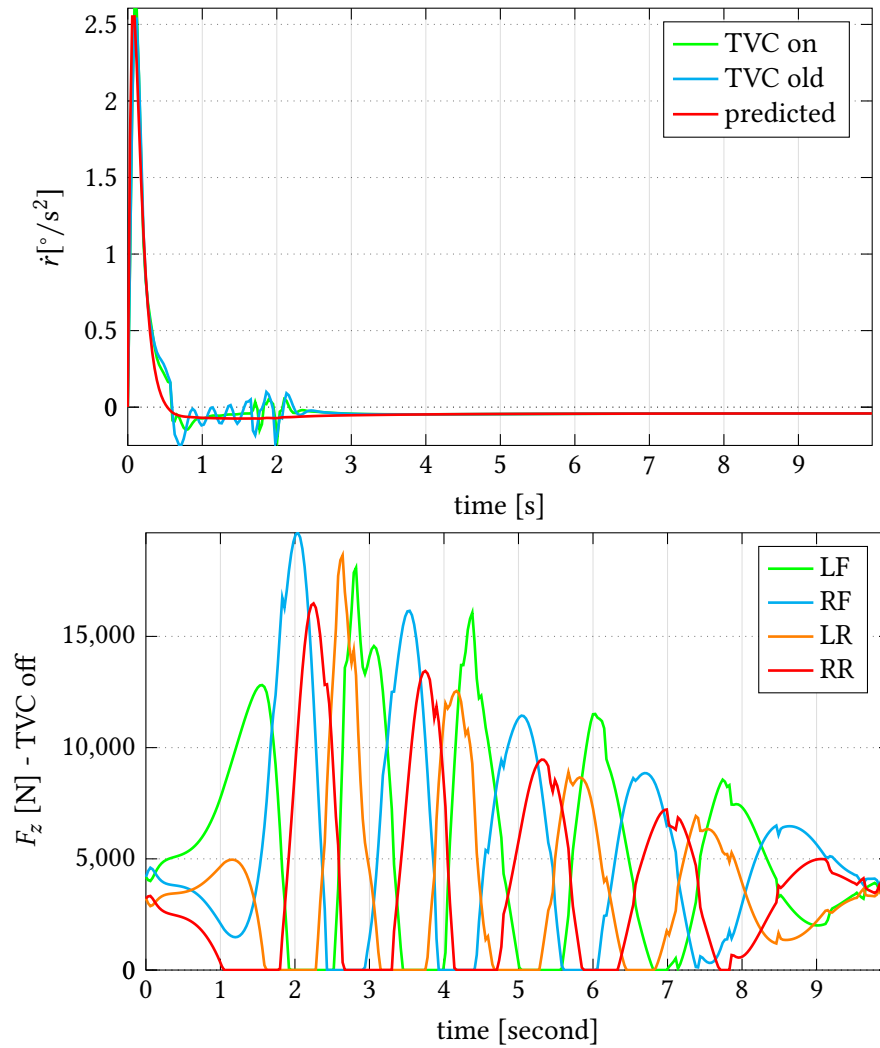 2.5
2
1.5
1
0.5
0
ṙ[°/s²]
TVC on
TVC old
predicted
0 1 2 3 4 5 6 7 8 9
time [s]
15,000
10,000
5,000
0
F_z [N] - TVC off
LF
RF
LR
RR
0 1 2 3 4 5 6 7 8 9
time [second]